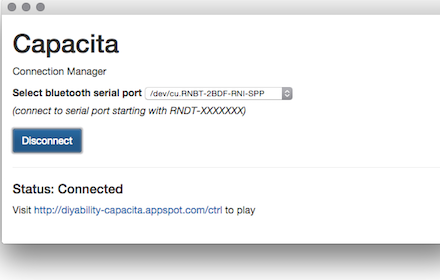 Capacita
Connection Manager
Select bluetooth serial port /dev/cu.RNBT-2BDF-RNI-SPP
(connect to serial port starting with RNDT-XXXXXXX)
Disconnect
Status: Connected
Visit http://diyability-capacita.appspot.com/ctrl to play